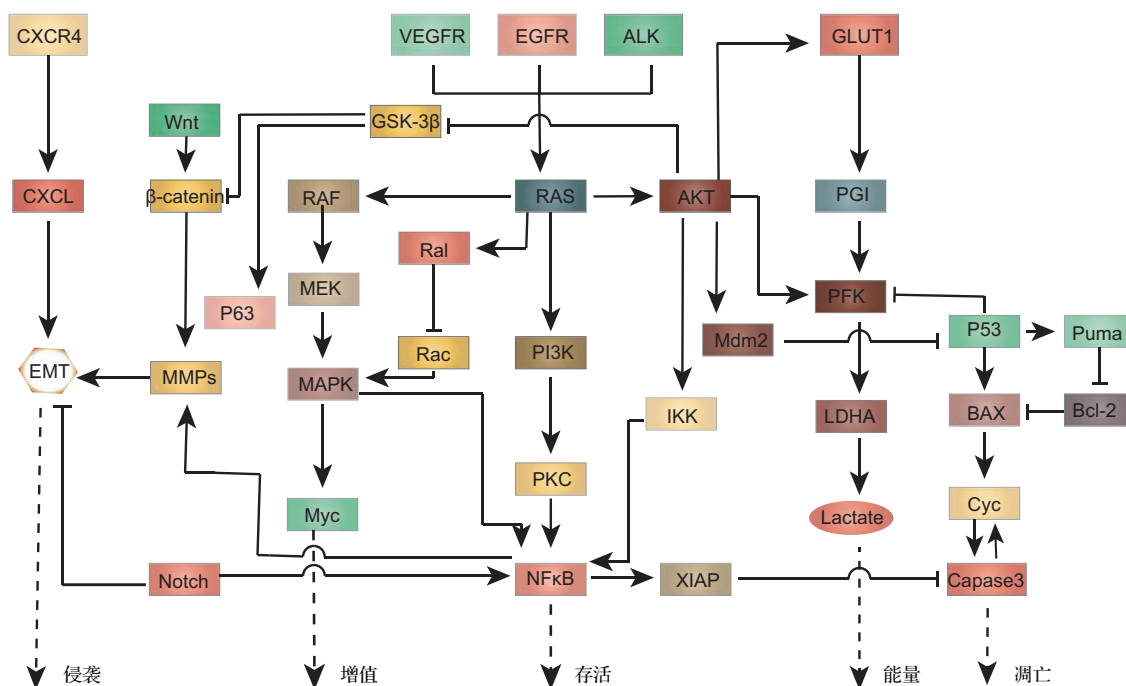 CXCR4
VEGFR
EGFR
ALK
GLUT1
Wnt
GSK-3β
CXCL
β-catenin
RAF
RAS
AKT
PGI
Ral
MEK
P63
PFK
P53
Puma
Mdm2
Rac
PI3K
EMT
MMPs
MAPK
IKK
LDHA
BAX
Bcl-2
PKC
Myc
Lactate
Cyc
Notch
NFκB
XIAP
Capase3
侵袭
增值
存活
能量
凋亡